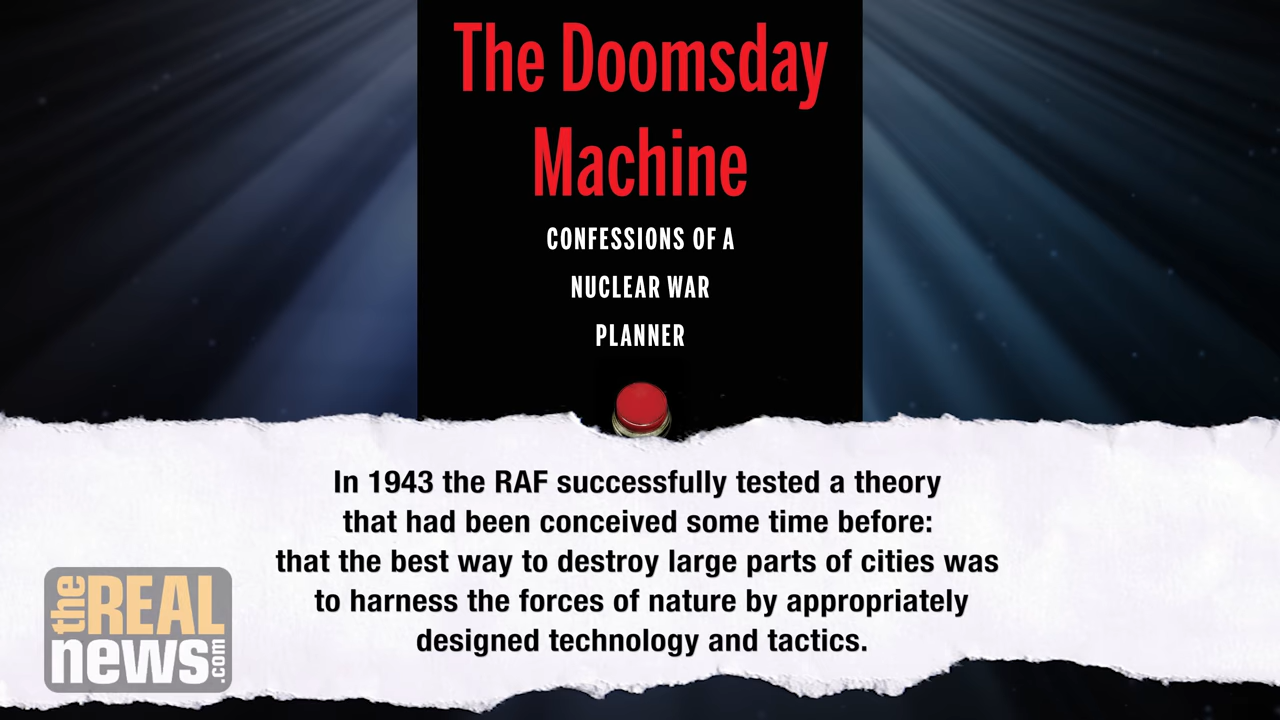 The Doomsday
Machine
CONFESSIONS OF A
NUCLEAR WAR
PLANNER
In 1943 the RAF successfully tested a theory
that had been conceived some time before:
that the best way to destroy large parts of cities was
to harness the forces of nature by appropriately
designed technology and tactics.
the REAL
news.com